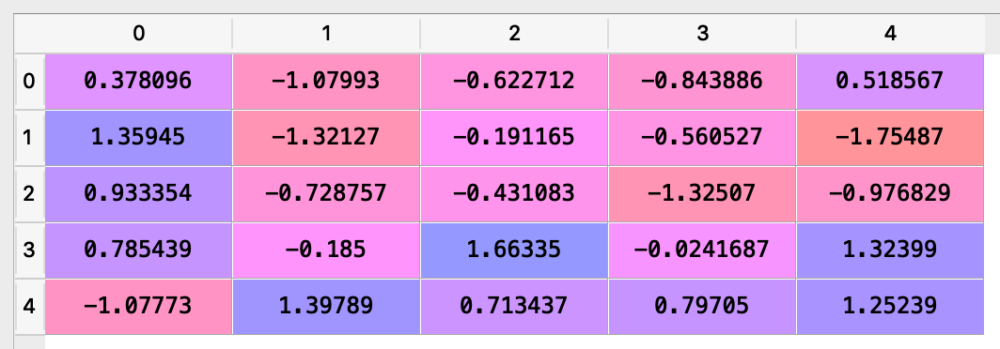 0 1 2 3 4
0 0.378096 -1.07993 -0.622712 -0.843886 0.518567
1 1.35945 -1.32127 -0.191165 -0.560527 -1.75487
2 0.933354 -0.728757 -0.431083 -1.32507 -0.976829
3 0.785439 -0.185 1.66335 -0.0241687 1.32399
4 -1.07773 1.39789 0.713437 0.79705 1.25239